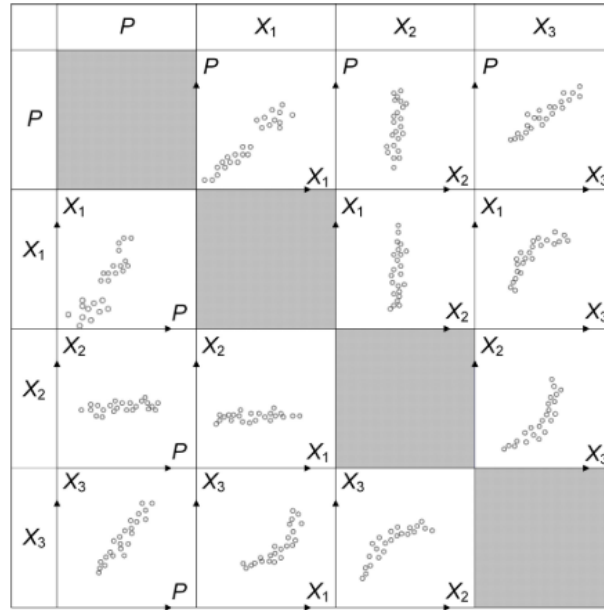 P X₁ X₂ X₃
P P X₁ P X₂ P X₃
X₁ X₁ P X₁ X₂ X₁ X₃
X₂ X₂ P X₂ X₁ X₂ X₃
X₃ X₃ P X₃ X₁ X₃ X₂